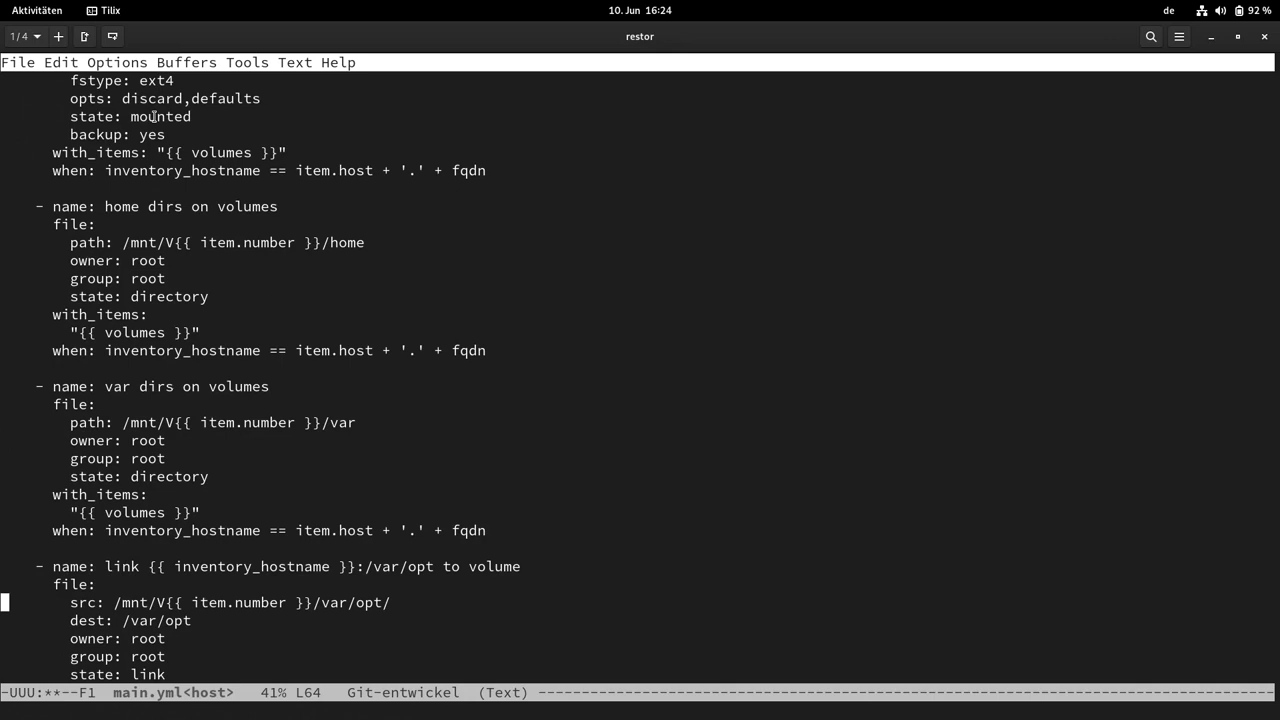 Aktivitäten Tilix 10. Jun 16:24 de 92 %
1/4 restor
File Edit Options Buffers Tools Text Help
        fstype: ext4
        opts: discard,defaults
        state: mounted
        backup: yes
      with_items: "{{ volumes }}"
      when: inventory_hostname == item.host + '.' + fqdn

    - name: home dirs on volumes
      file:
        path: /mnt/V{{ item.number }}/home
        owner: root
        group: root
        state: directory
      with_items:
        "{{ volumes }}"
      when: inventory_hostname == item.host + '.' + fqdn

    - name: var dirs on volumes
      file:
        path: /mnt/V{{ item.number }}/var
        owner: root
        group: root
        state: directory
      with_items:
        "{{ volumes }}"
      when: inventory_hostname == item.host + '.' + fqdn

    - name: link {{ inventory_hostname }}:/var/opt to volume
      file:
        src: /mnt/V{{ item.number }}/var/opt/
        dest: /var/opt
        owner: root
        group: root
        state: link
-UUU:**--F1  main.yml<host>   41% L64   Git-entwickel  (Text) -------------------------------------------------------------------------------------